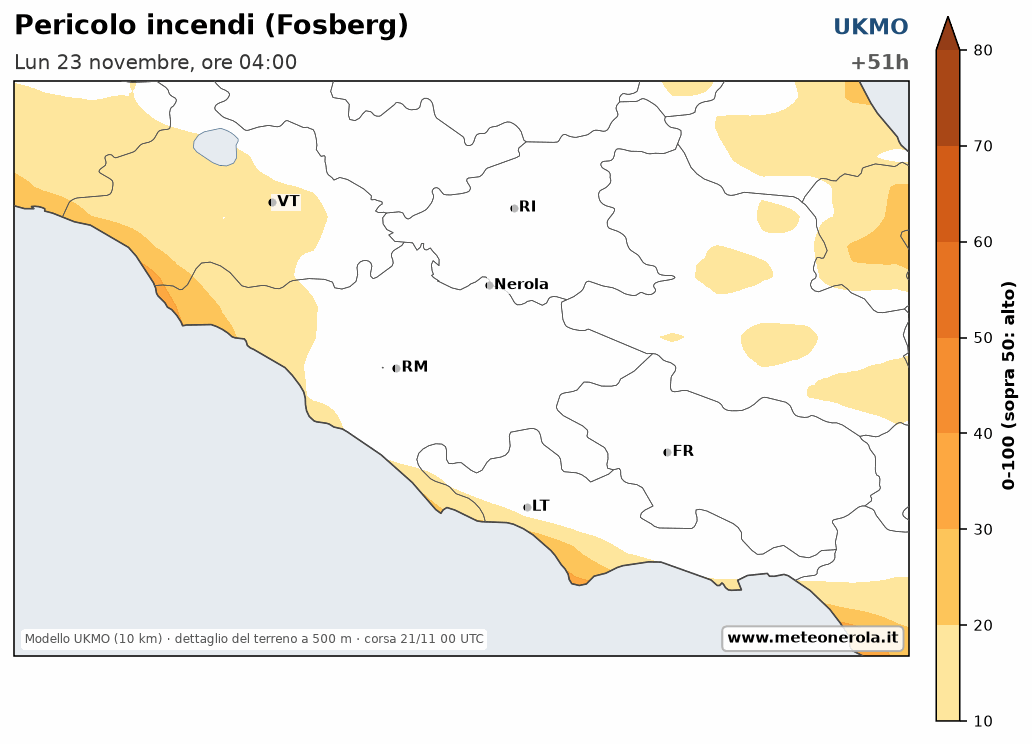 Pericolo incendi (Fosberg)
UKMO
Lun 23 novembre, ore 04:00
+51h
80
70
60
50
40
30
20
10
0-100 (sopra 50: alto)
VT
RI
Nerola
RM
FR
LT
Modello UKMO (10 km) · dettaglio del terreno a 500 m · corsa 21/11 00 UTC
www.meteonerola.it